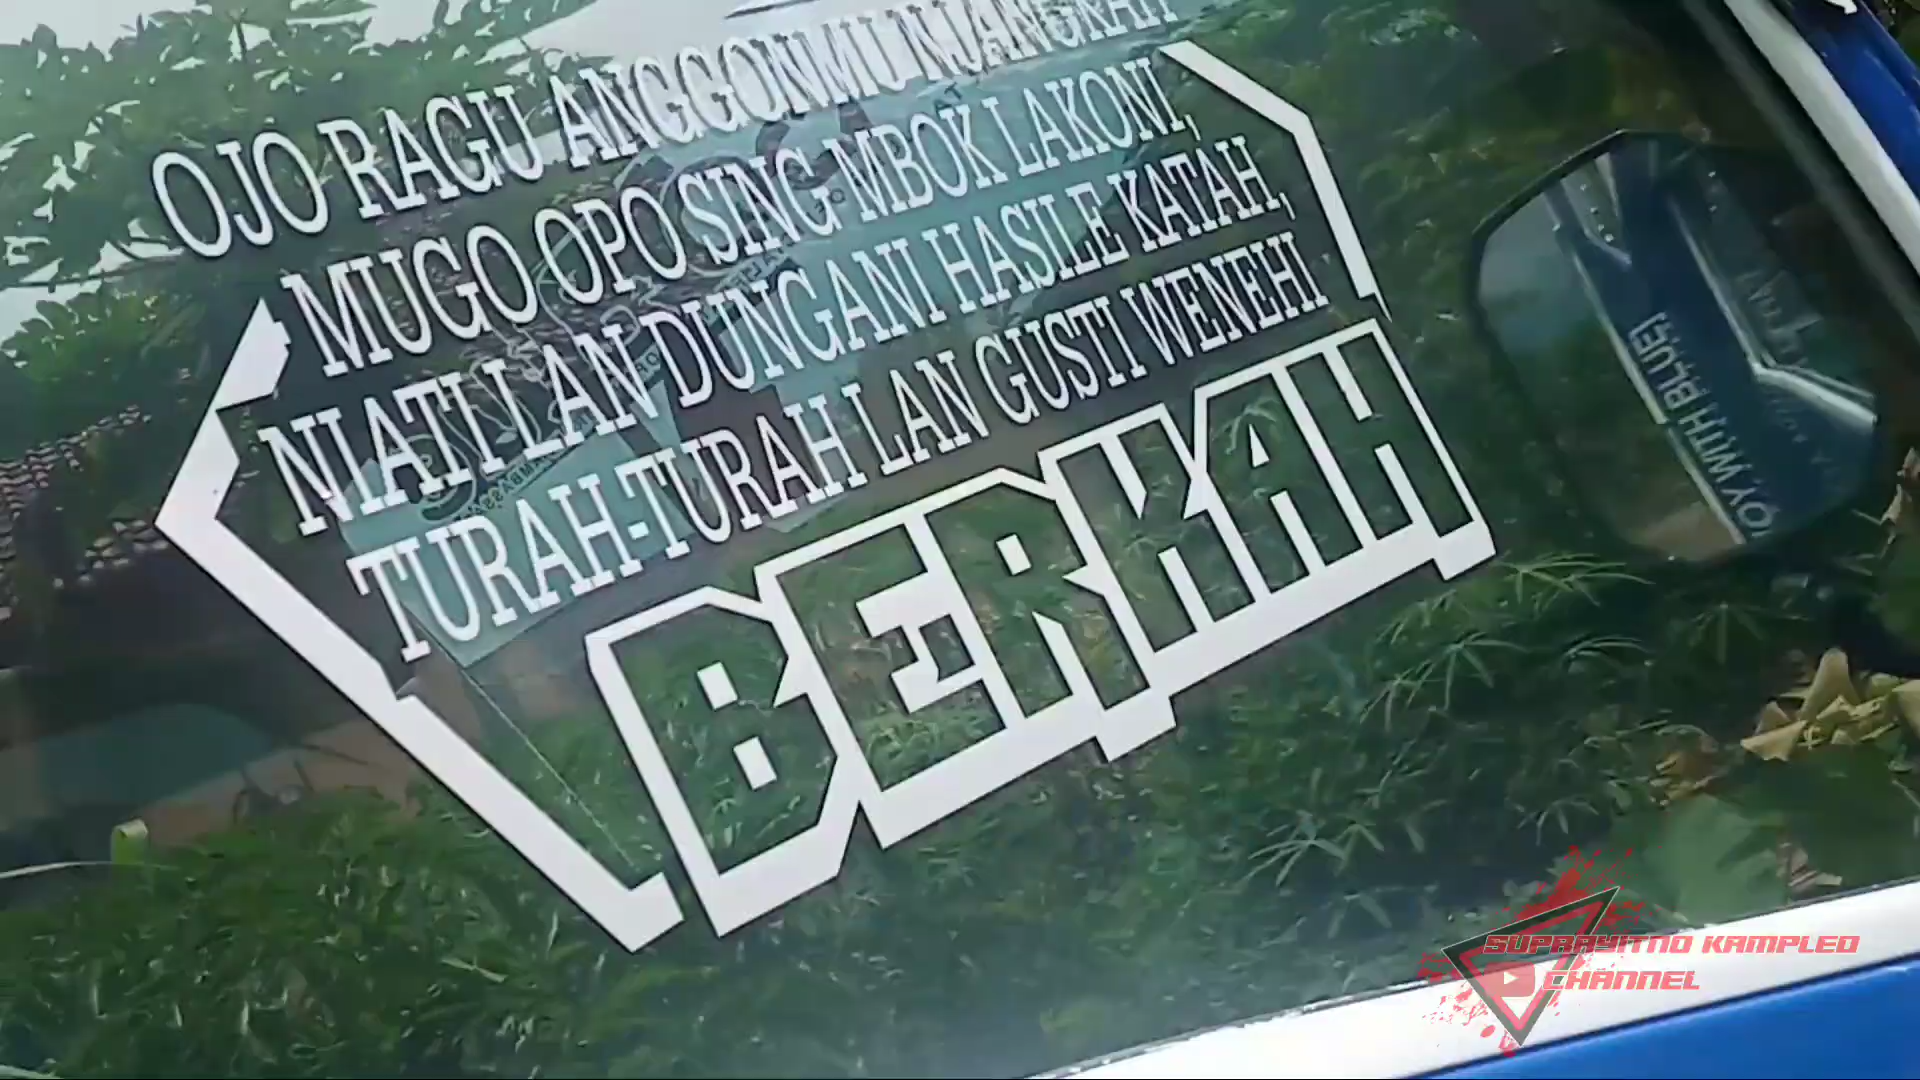 OJO RAGU ANGGONMU NJANGKAH
MUGO OPO SING MBOK LAKONI,
NIATI LAN DUNGANI HASILE KATAH,
TURAH-TURAH LAN GUSTI WENEHI
BERKAH
OY WITH BLUE]
SUPRAYITNO KAMPLEO
CHANNEL